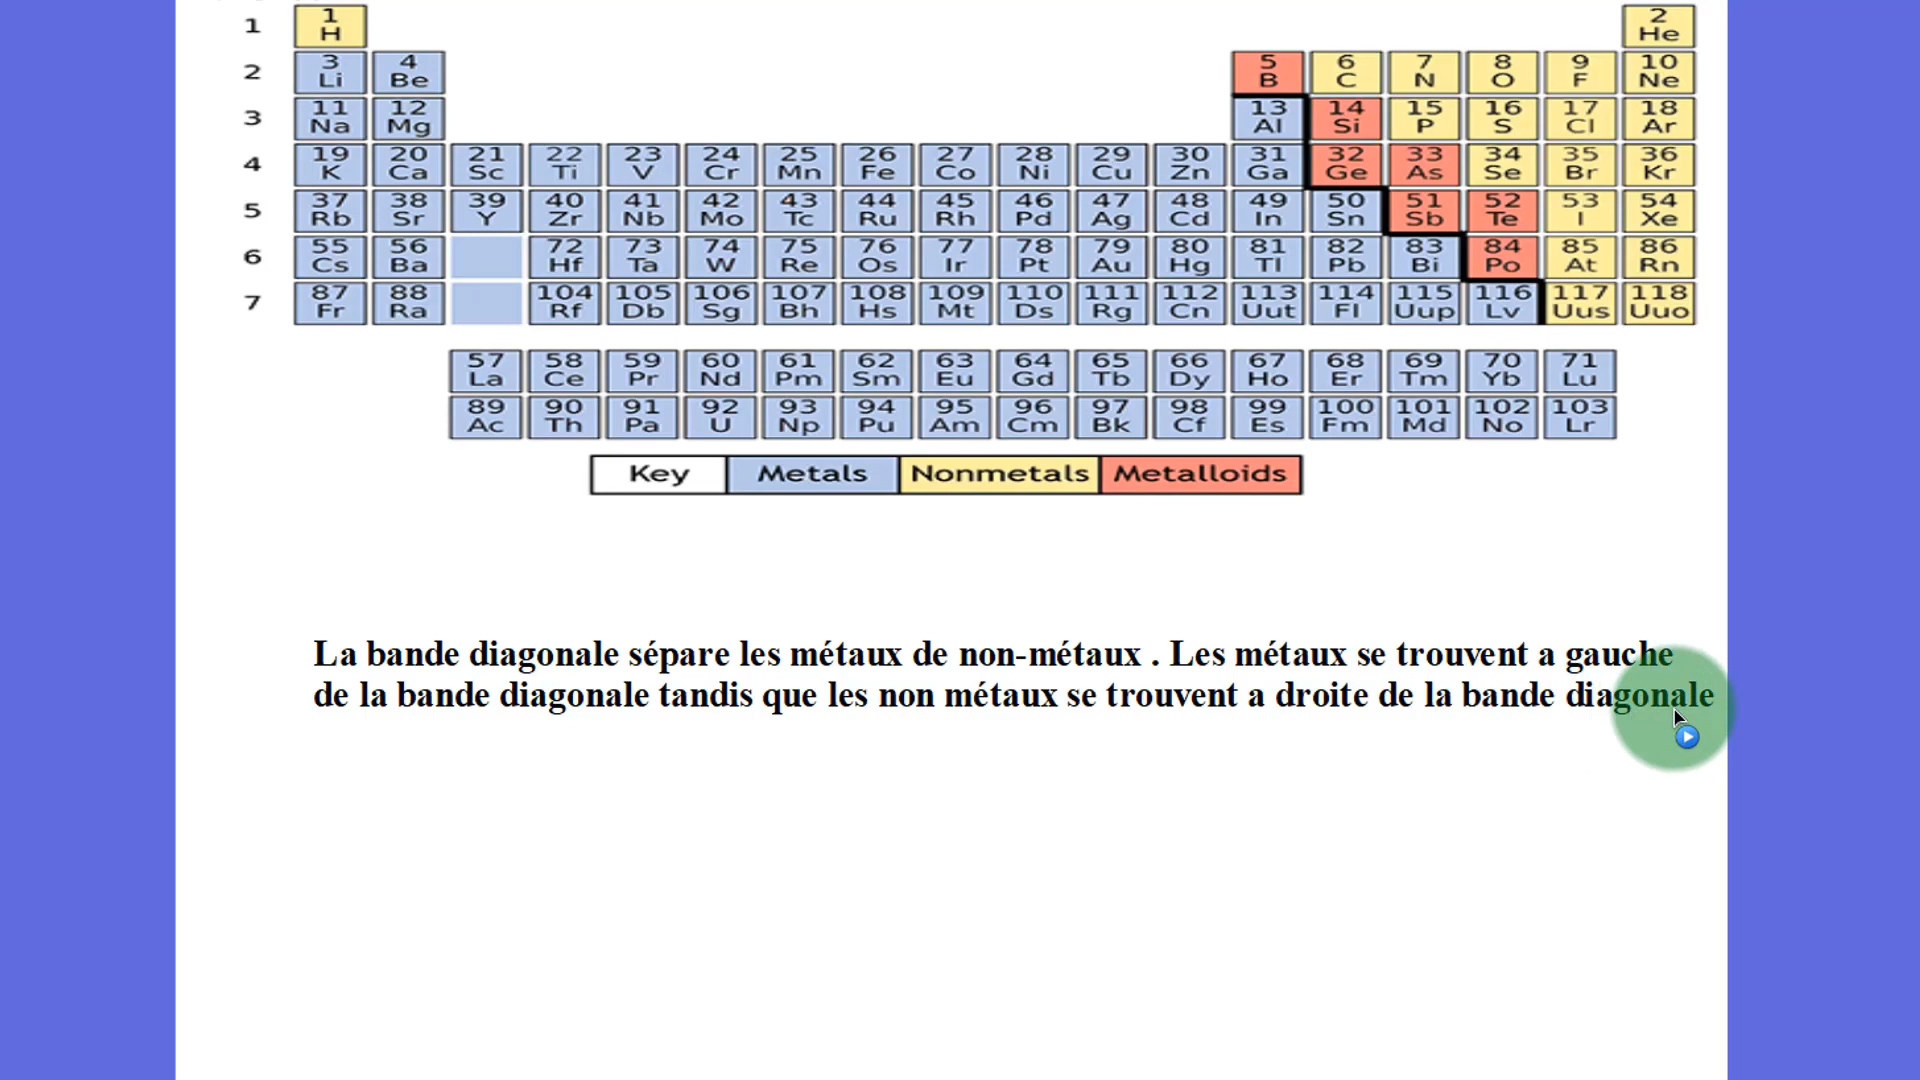 1 1 H 2 He
2 3 Li 4 Be 5 B 6 C 7 N 8 O 9 F 10 Ne
3 11 Na 12 Mg 13 Al 14 Si 15 P 16 S 17 Cl 18 Ar
4 19 K 20 Ca 21 Sc 22 Ti 23 V 24 Cr 25 Mn 26 Fe 27 Co 28 Ni 29 Cu 30 Zn 31 Ga 32 Ge 33 As 34 Se 35 Br 36 Kr
5 37 Rb 38 Sr 39 Y 40 Zr 41 Nb 42 Mo 43 Tc 44 Ru 45 Rh 46 Pd 47 Ag 48 Cd 49 In 50 Sn 51 Sb 52 Te 53 I 54 Xe
6 55 Cs 56 Ba 72 Hf 73 Ta 74 W 75 Re 76 Os 77 Ir 78 Pt 79 Au 80 Hg 81 Tl 82 Pb 83 Bi 84 Po 85 At 86 Rn
7 87 Fr 88 Ra 104 Rf 105 Db 106 Sg 107 Bh 108 Hs 109 Mt 110 Ds 111 Rg 112 Cn 113 Uut 114 Fl 115 Uup 116 Lv 117 Uus 118 Uuo
57 La 58 Ce 59 Pr 60 Nd 61 Pm 62 Sm 63 Eu 64 Gd 65 Tb 66 Dy 67 Ho 68 Er 69 Tm 70 Yb 71 Lu
89 Ac 90 Th 91 Pa 92 U 93 Np 94 Pu 95 Am 96 Cm 97 Bk 98 Cf 99 Es 100 Fm 101 Md 102 No 103 Lr
Key Metals Nonmetals Metalloids
La bande diagonale sépare les métaux de non-métaux . Les métaux se trouvent a gauche
de la bande diagonale tandis que les non métaux se trouvent a droite de la bande diagonale